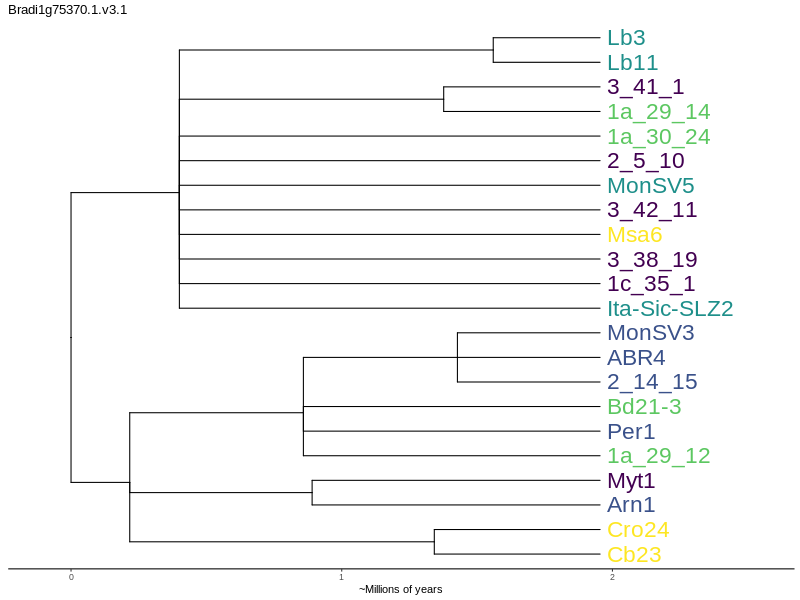 Bradi1g75370.1.v3.1
Lb3
Lb11
3_41_1
1a_29_14
1a_30_24
2_5_10
MonSV5
3_42_11
Msa6
3_38_19
1c_35_1
Ita-Sic-SLZ2
MonSV3
ABR4
2_14_15
Bd21-3
Per1
1a_29_12
Myt1
Arn1
Cro24
Cb23
0 1 2
~Millions of years